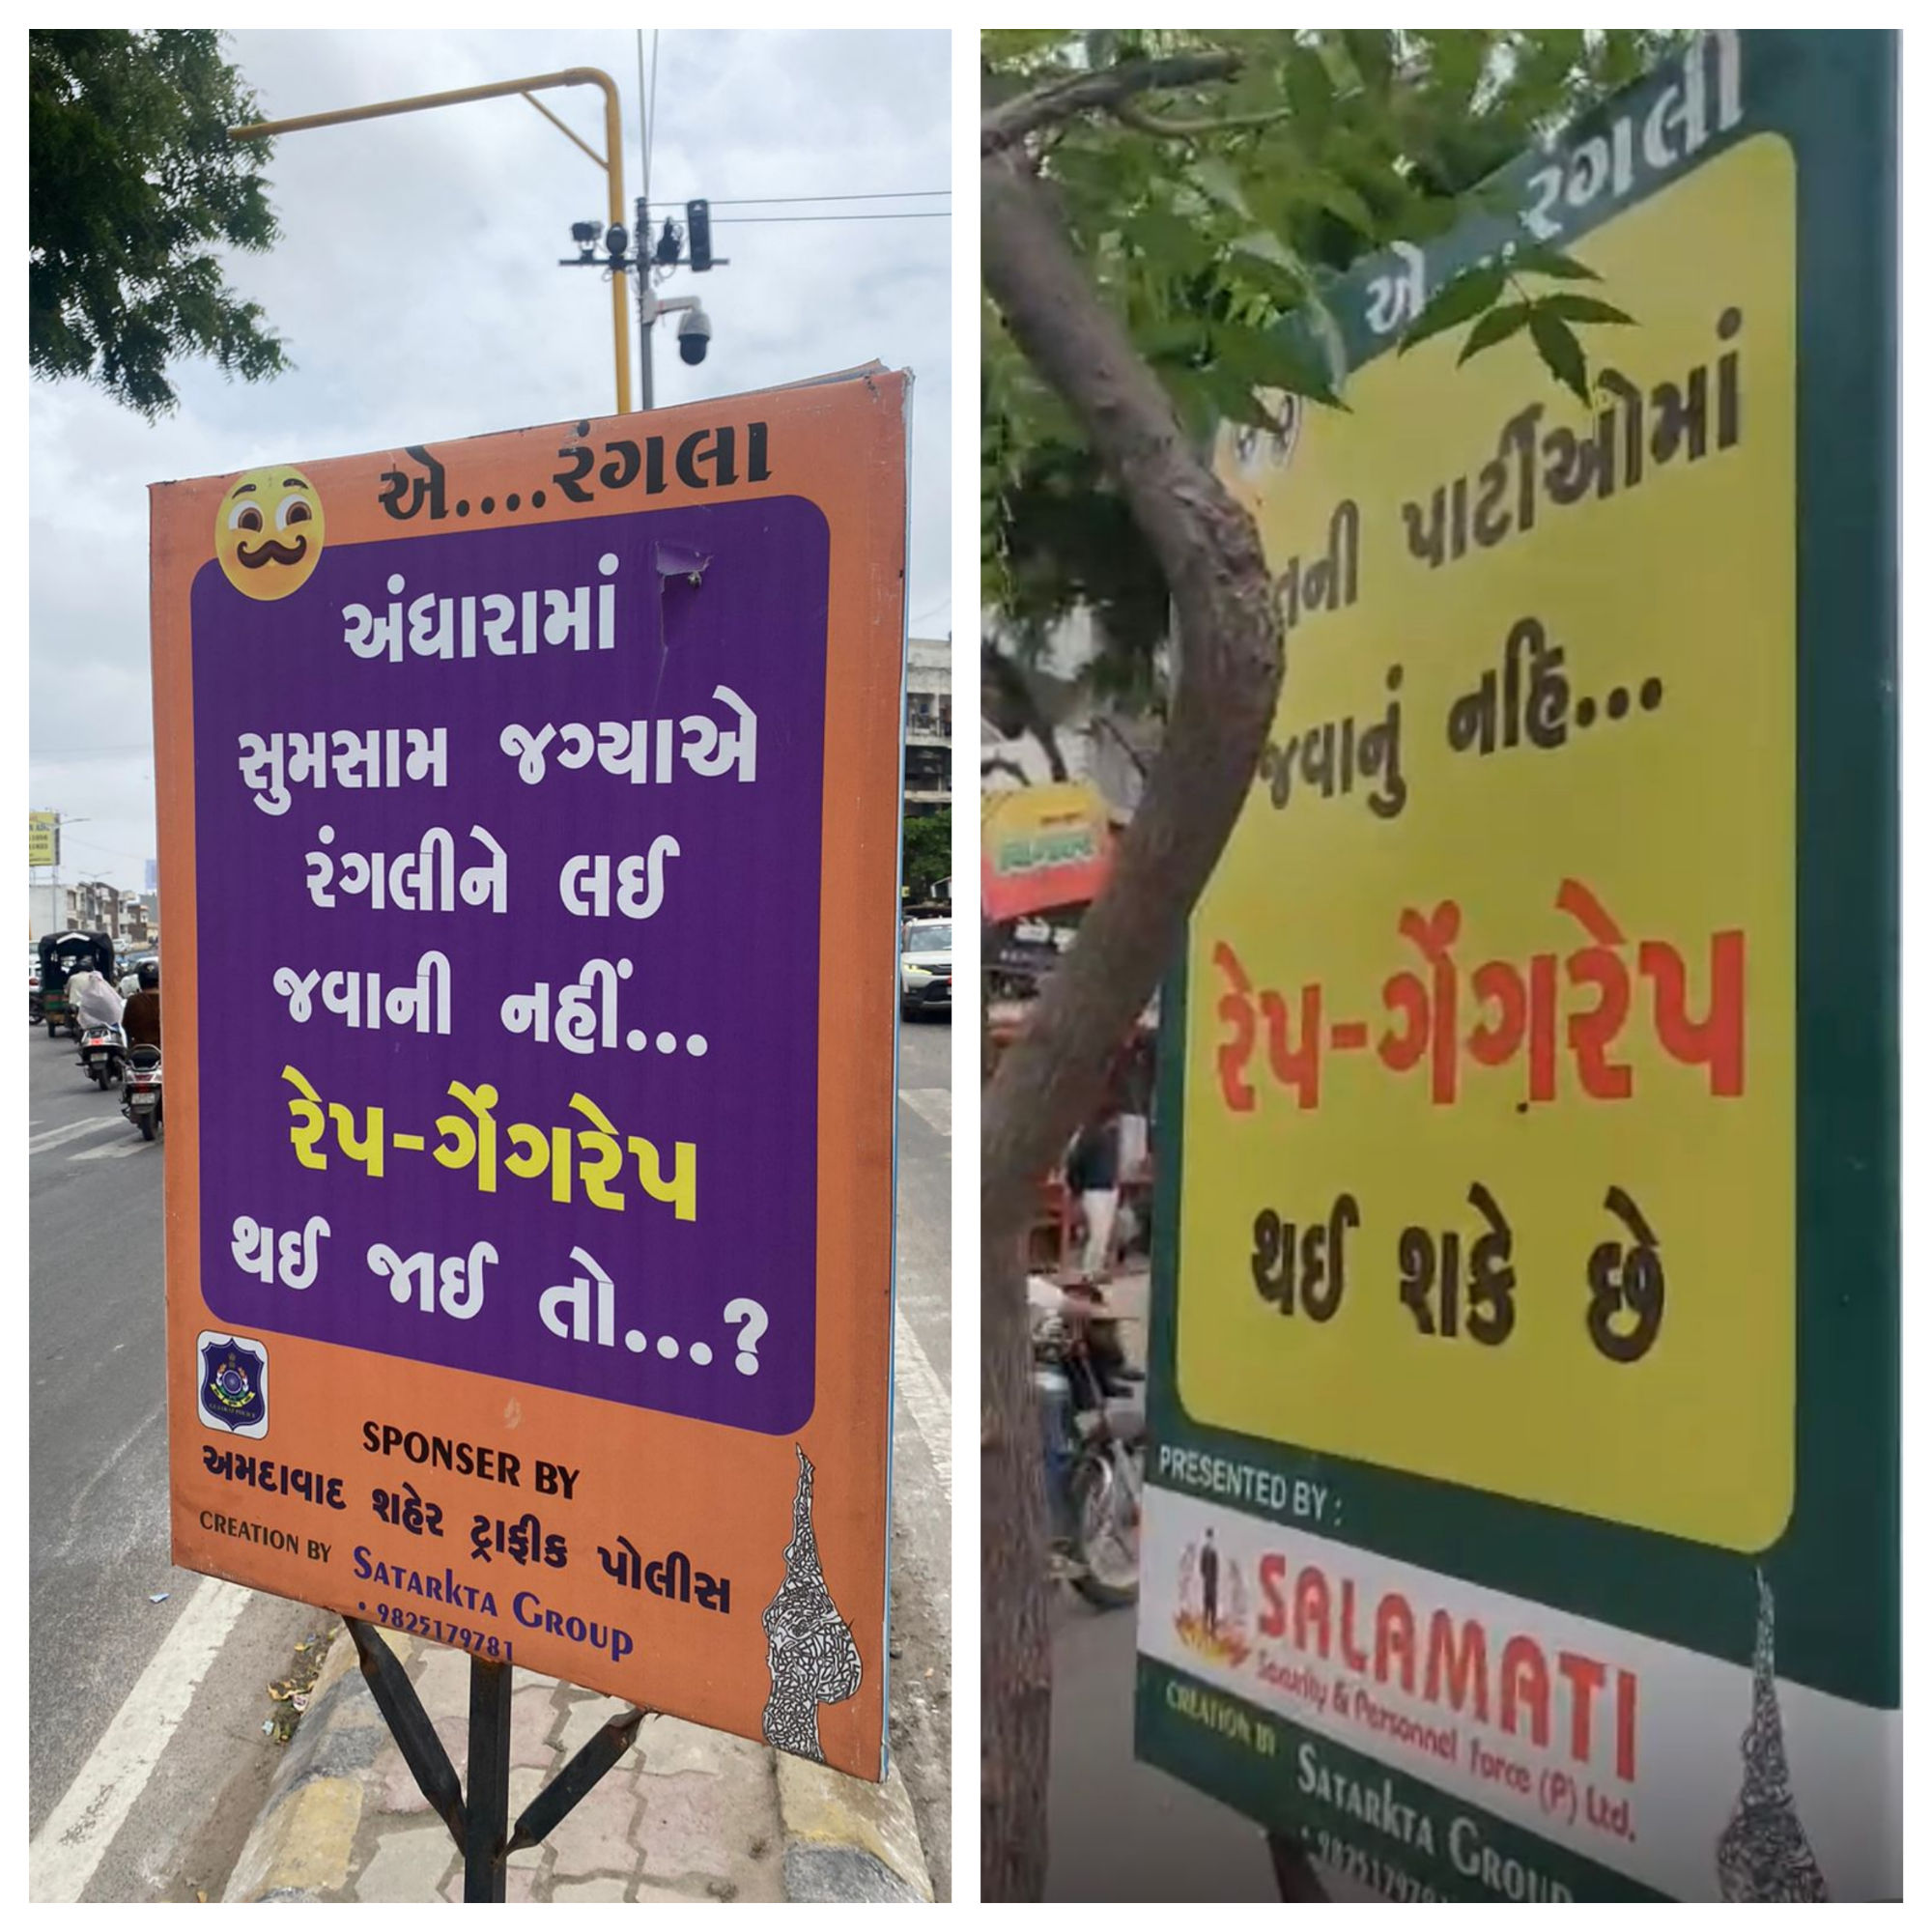 એ....રંગલા
અંધારામાં
સુમસામ જગ્યાએ
રંગલીને લઈ
જવાની નહીં...
રેપ-ગેંગરેપ
થઈ જાઈ તો...?
SPONSER BY
અમદાવાદ શહેર ટ્રાફીક પોલીસ
CREATION BY SATARKTA GROUP
• 9825179781
એ....રંગલી
પાર્ટીઓમાં
જવાનું નહિ...
રેપ-ગેંગરેપ
થઈ શકે છે
PRESENTED BY :
SALAMATI
Security & Personnel Force (P) Ltd.
CREATION BY SATARKTA GROUP